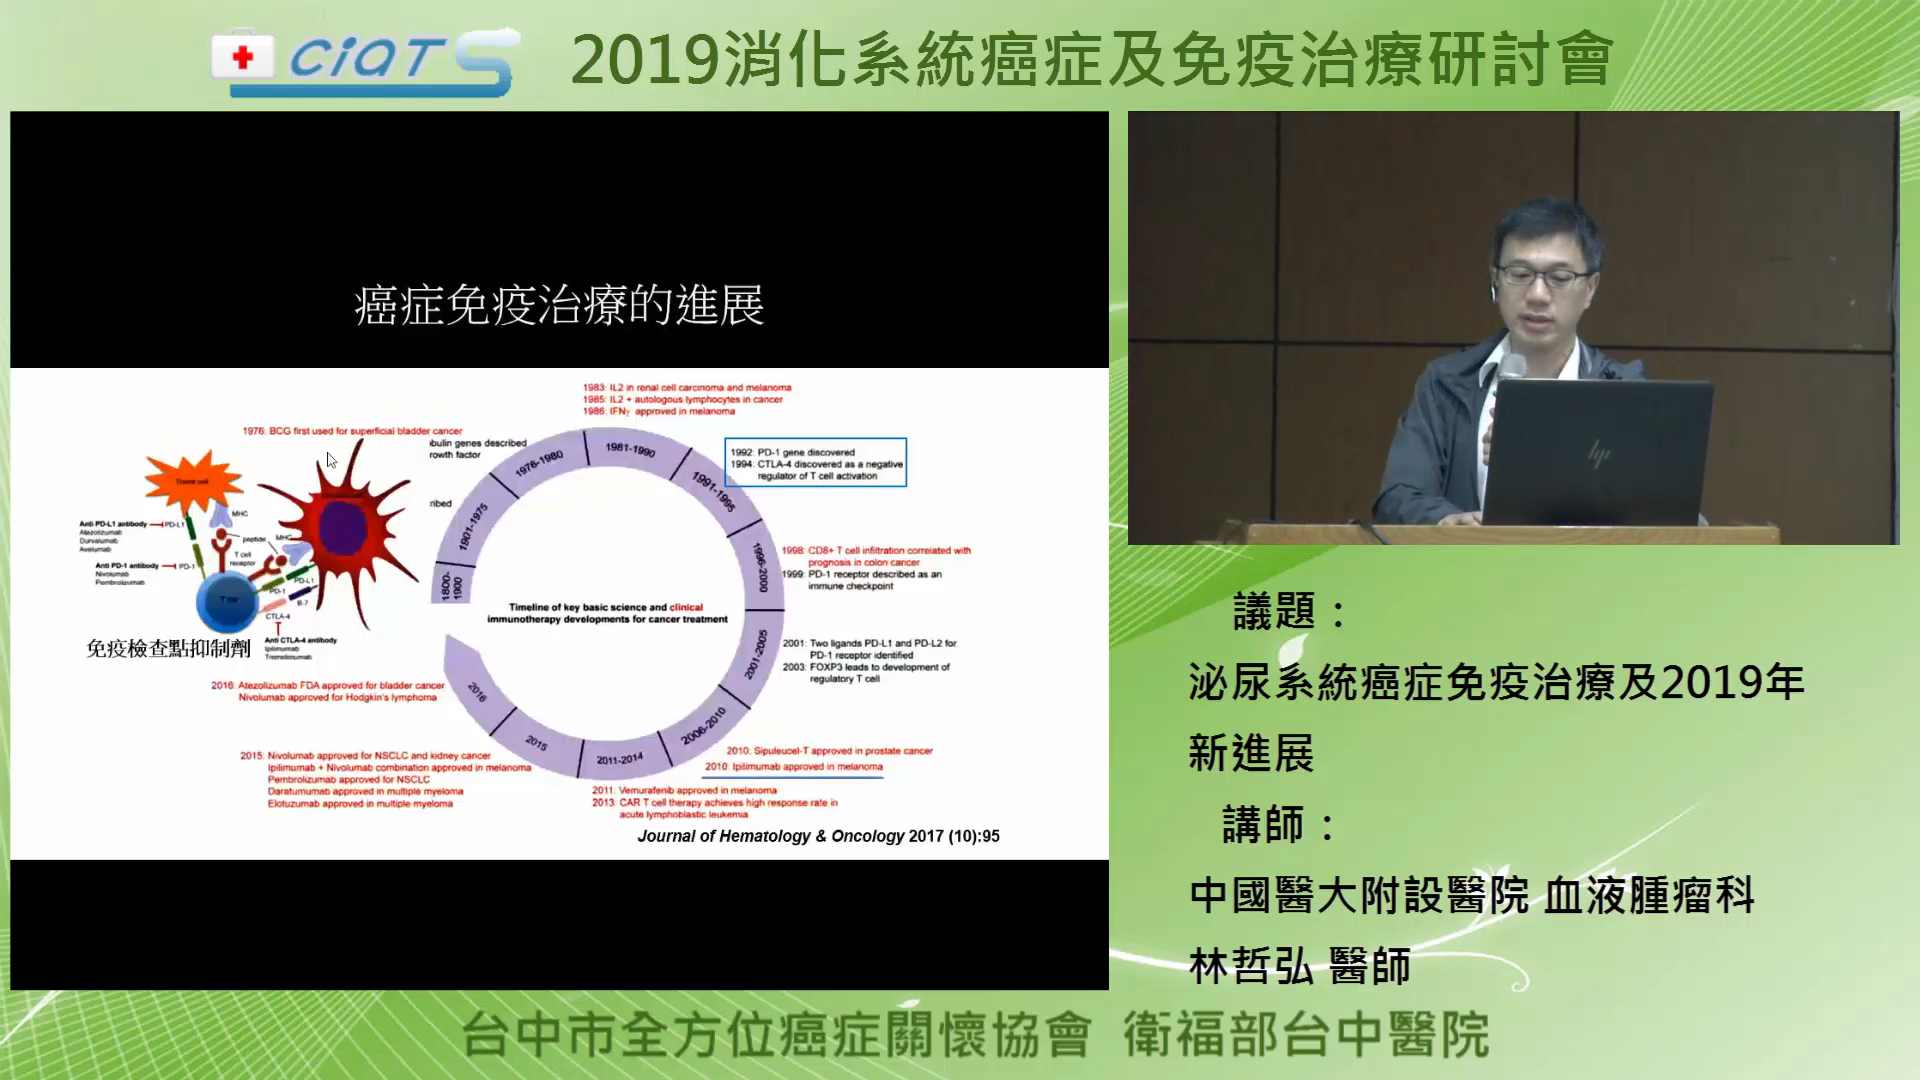 CiATS
2019消化系統癌症及免疫治療研討會
癌症免疫治療的進展
1983: IL2 in renal cell carcinoma and melanoma
1985: IL2 + autologous lymphocytes in cancer
1986: IFNγ approved in melanoma
1976: BCG first used for superficial bladder cancer
bulin genes described
rowth factor
ribed
1992: PD-1 gene discovered
1994: CTLA-4 discovered as a negative
regulator of T cell activation
1998: CD8+ T cell infiltration correlated with
prognosis in colon cancer
1999: PD-1 receptor described as an
immune checkpoint
2001: Two ligands PD-L1 and PD-L2 for
PD-1 receptor identified
2003: FOXP3 leads to development of
regulatory T cell
2010: Sipuleucel-T approved in prostate cancer
2010: Ipilimumab approved in melanoma
2011: Vemurafenib approved in melanoma
2013: CAR T cell therapy achieves high response rate in
acute lymphoblastic leukemia
2015: Nivolumab approved for NSCLC and kidney cancer
Ipilimumab + Nivolumab combination approved in melanoma
Pembrolizumab approved for NSCLC
Daratumumab approved in multiple myeloma
Elotuzumab approved in multiple myeloma
2016: Atezolizumab FDA approved for bladder cancer
Nivolumab approved for Hodgkin's lymphoma
1800-
1900
1901-1975
1976-1980
1981-1990
1991-1995
1996-2000
2001-2005
2006-2010
2011-2014
2015
2016
Timeline of key basic science and clinical
immunotherapy developments for cancer treatment
Tumor cell
MHC
Anti PD-L1 antibody
PD-L1
Atezolizumab
Durvalumab
Avelumab
peptide
MHC
T cell
receptor
Anti PD-1 antibody
PD-1
Nivolumab
Pembrolizumab
PD-L1
PD-1
B-7
CTLA-4
Anti CTLA-4 antibody
Ipilimumab
Tremelimumab
免疫檢查點抑制劑
Journal of Hematology & Oncology 2017 (10):95
hp
議題：
泌尿系統癌症免疫治療及2019年
新進展
講師：
中國醫大附設醫院 血液腫瘤科
林哲弘 醫師
台中市全方位癌症關懷協會 衛福部台中醫院